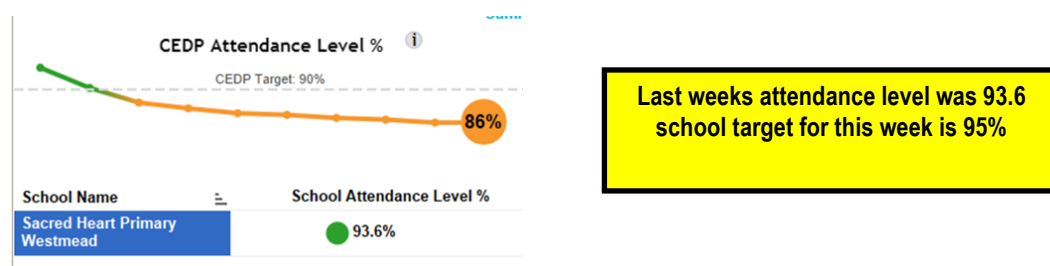 CEDP Attendance Level % i
CEDP Target: 90%
86%
School Name
School Attendance Level %
Sacred Heart Primary
Westmead
93.6%
Last weeks attendance level was 93.6
school target for this week is 95%